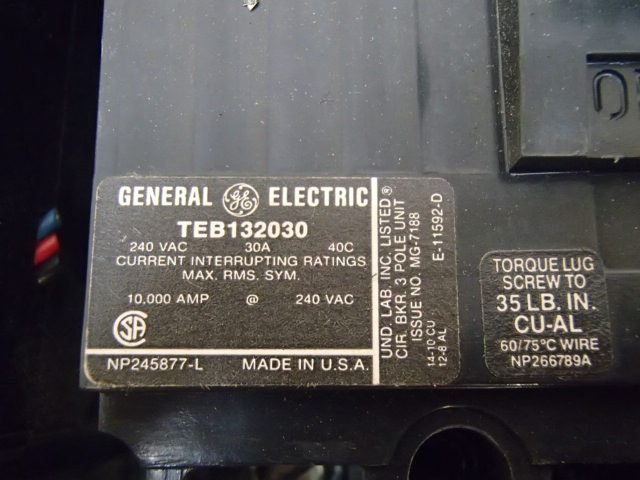 GENERAL GE ELECTRIC
TEB132030
240 VAC 30A 40C
CURRENT INTERRUPTING RATINGS
MAX. RMS. SYM.
10,000 AMP @ 240 VAC
NP245877-L MADE IN U.S.A.
UND. LAB. INC. LISTED ®
CIR. BKR. 3 POLE UNIT
ISSUE NO. MG-7188
E-11592-D
14-10 CU
12-8 AL
TORQUE LUG
SCREW TO
35 LB. IN.
CU-AL
60/75°C WIRE
NP266789A